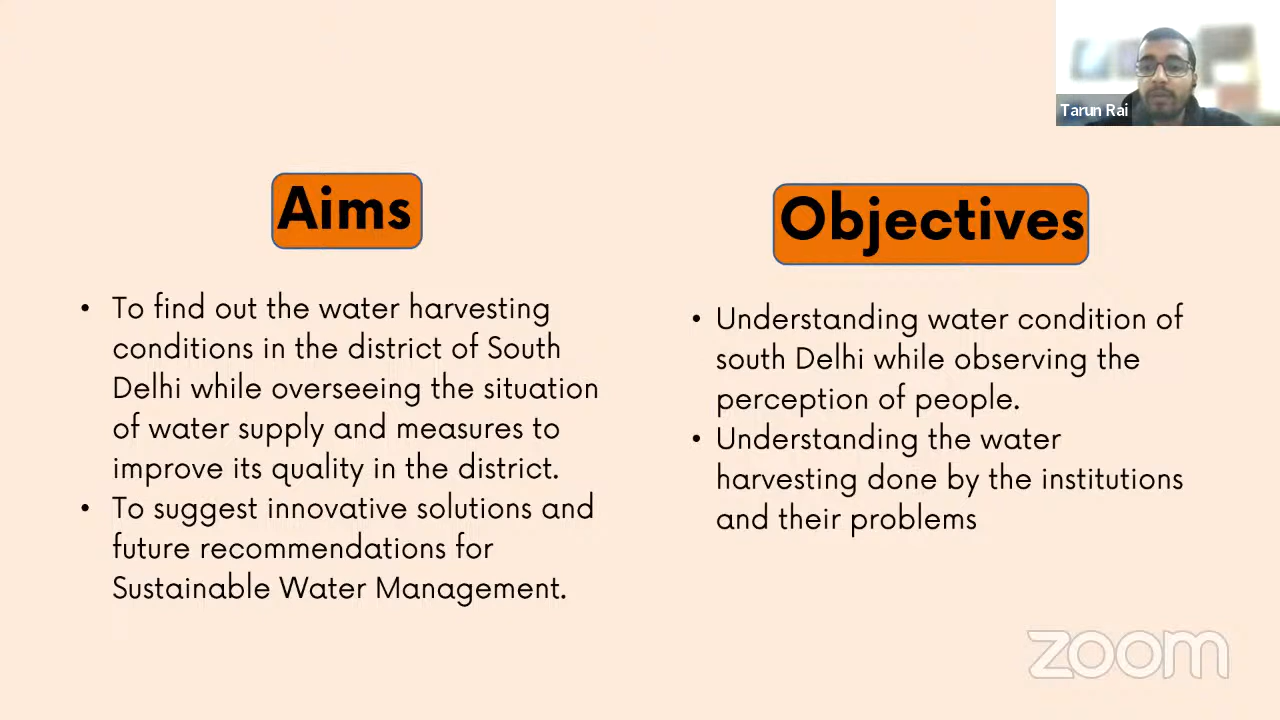 Tarun Rai
Aims
• To find out the water harvesting
conditions in the district of South
Delhi while overseeing the situation
of water supply and measures to
improve its quality in the district.
• To suggest innovative solutions and
future recommendations for
Sustainable Water Management.
Objectives
• Understanding water condition of
south Delhi while observing the
perception of people.
• Understanding the water
harvesting done by the institutions
and their problems
zoom